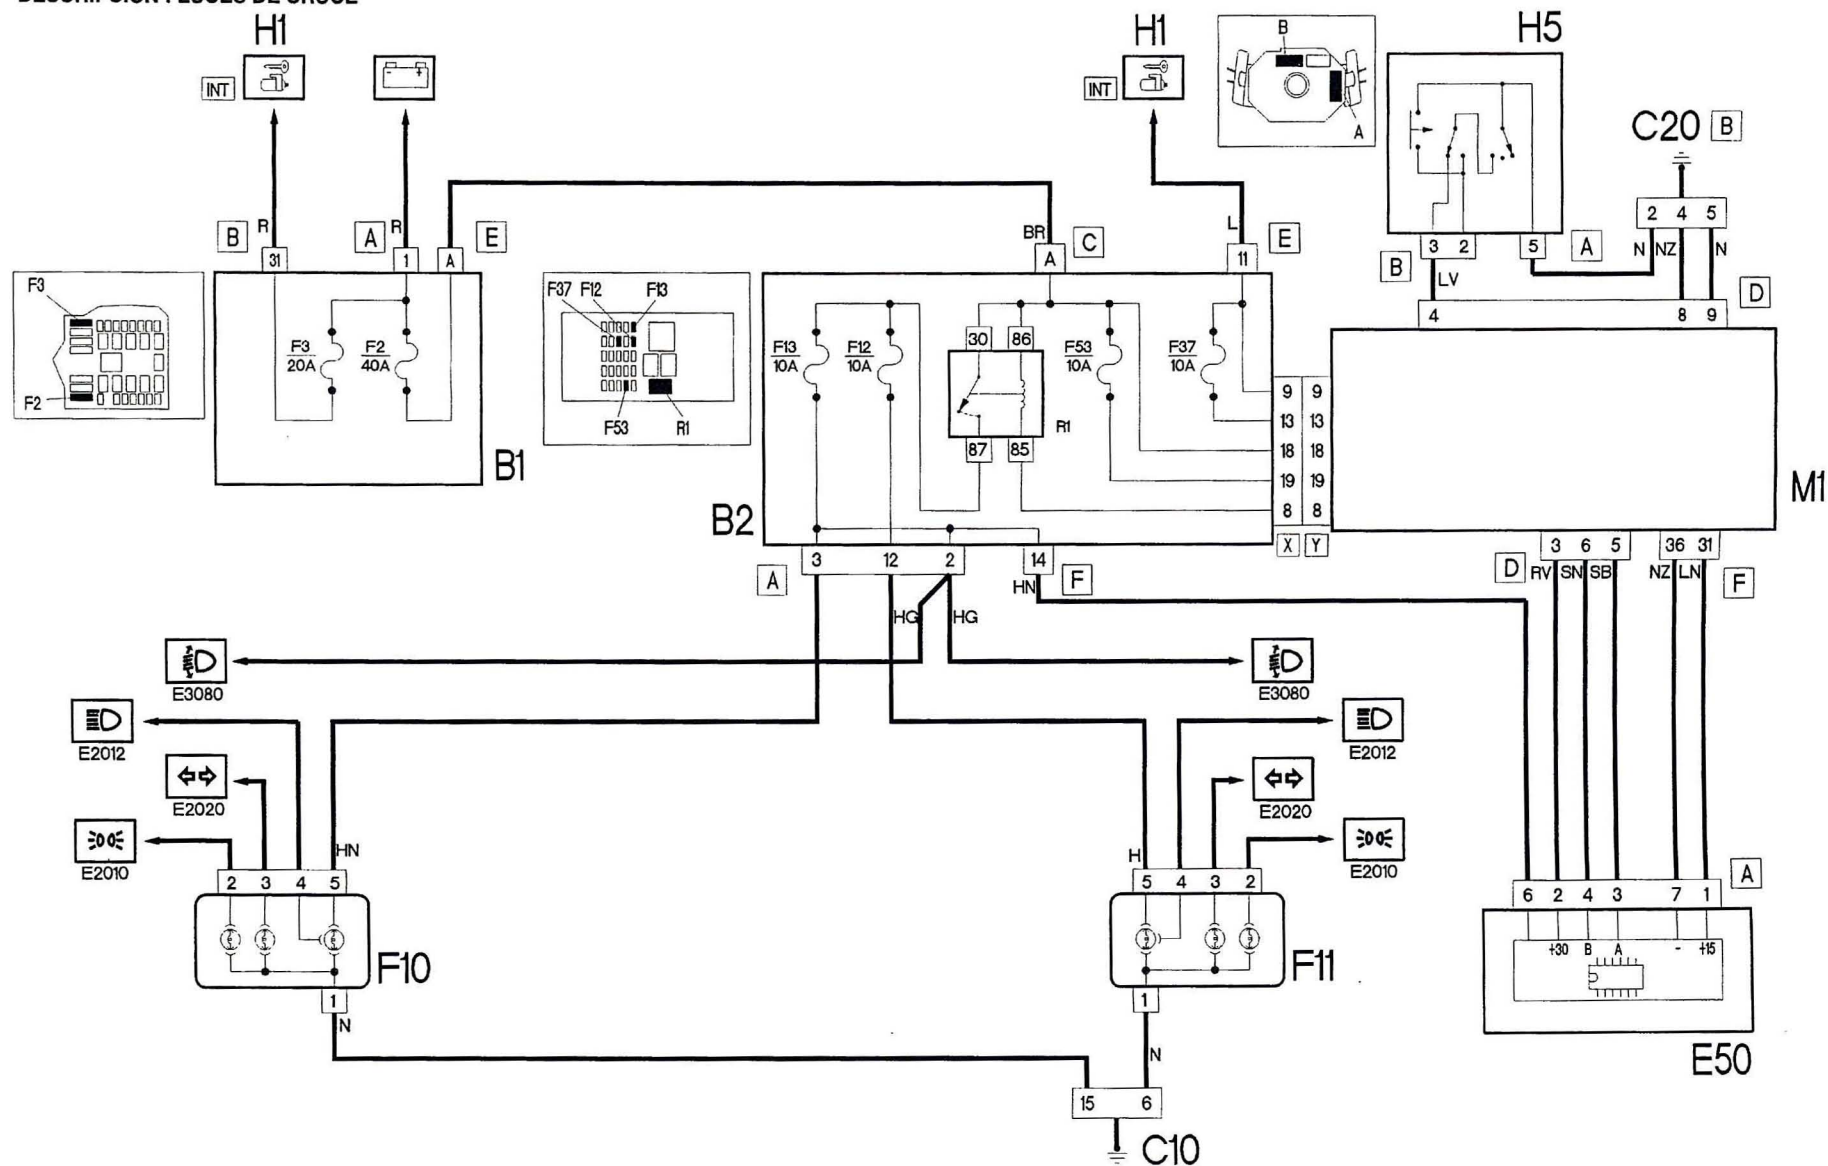 H1
H1
H5
INT
INT
B
A
C20
B
2 4 5
B
R
A
R
E
BR
C
L
E
3 2
5
A
N NZ N
31
1
A
A
11
B
LV
D
4
8 9
F3
F2
F3
20A
F2
40A
B1
F37 F12 F13
F53
R1
F13
10A
F12
10A
30
86
87
85
R1
F53
10A
F37
10A
9 9
13 13
18 18
19 19
8 8
X Y
M1
B2
A
3 12 2
14
F
HN
D
3 6 5
36 31
RV SN SB
NZ LN
F
HG
HG
E3080
E3080
E2012
E2012
E2020
E2020
E2010
E2010
HN
H
2 3 4 5
5 4 3 2
F10
F11
1
N
1
N
15 6
C10
A
6 2 4 3 7 1
+30 B A - +15
E50